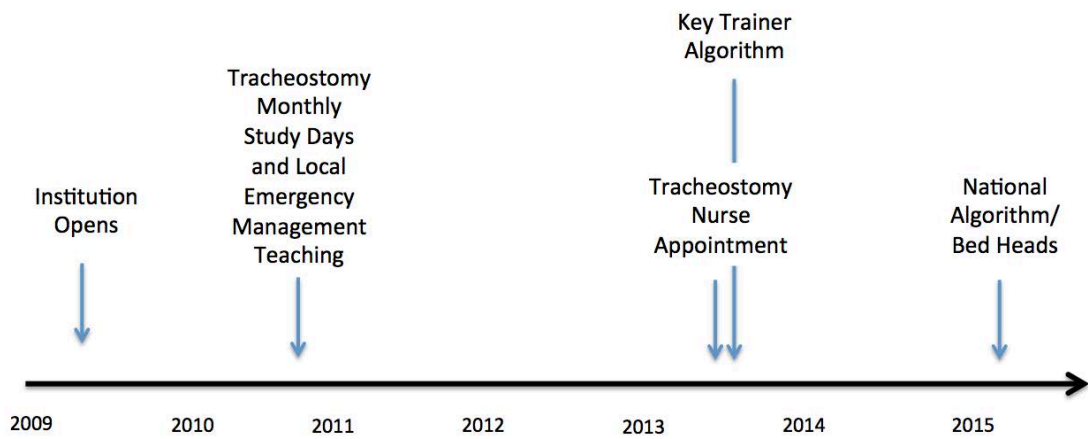 Institution
Opens
Tracheostomy
Monthly
Study Days
and Local
Emergency
Management
Teaching
Key Trainer
Algorithm
Tracheostomy
Nurse
Appointment
National
Algorithm/
Bed Heads
2009
2010
2011
2012
2013
2014
2015